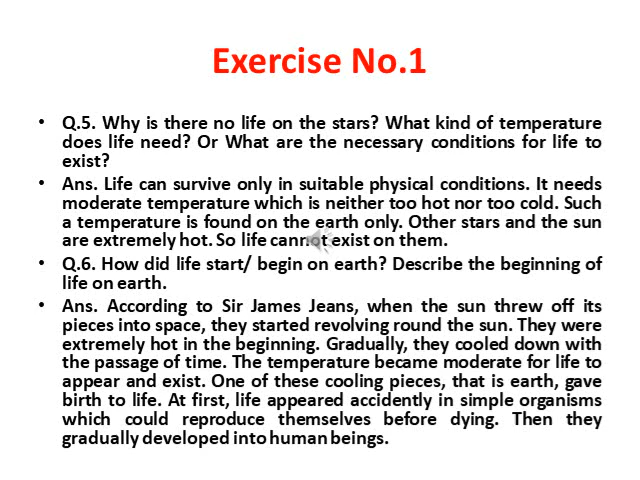 Exercise No.1
• Q.5. Why is there no life on the stars? What kind of temperature
does life need? Or What are the necessary conditions for life to
exist?
• Ans. Life can survive only in suitable physical conditions. It needs
moderate temperature which is neither too hot nor too cold. Such
a temperature is found on the earth only. Other stars and the sun
are extremely hot. So life cannot exist on them.
• Q.6. How did life start/ begin on earth? Describe the beginning of
life on earth.
• Ans. According to Sir James Jeans, when the sun threw off its
pieces into space, they started revolving round the sun. They were
extremely hot in the beginning. Gradually, they cooled down with
the passage of time. The temperature became moderate for life to
appear and exist. One of these cooling pieces, that is earth, gave
birth to life. At first, life appeared accidently in simple organisms
which could reproduce themselves before dying. Then they
gradually developed into human beings.